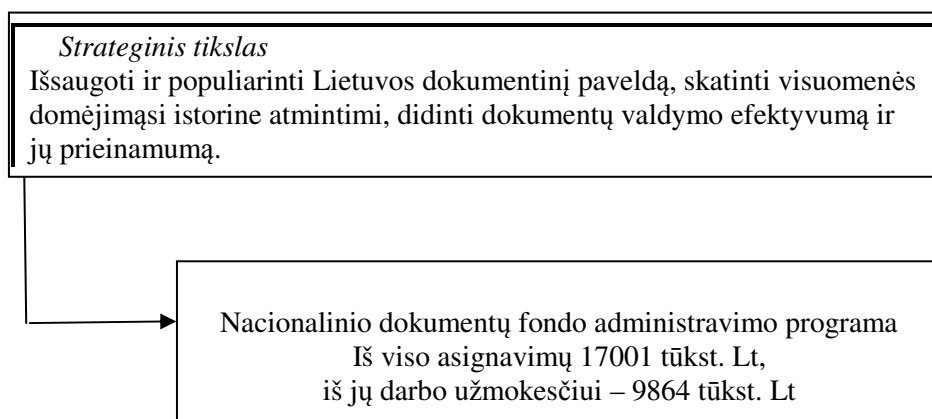 Strateginis tikslas
Išsaugoti ir populiarinti Lietuvos dokumentinį paveldą, skatinti visuomenės
domėjimąsi istorine atmintimi, didinti dokumentų valdymo efektyvumą ir
jų prieinamumą.
Nacionalinio dokumentų fondo administravimo programa
Iš viso asignavimų 17001 tūkst. Lt,
iš jų darbo užmokesčiui – 9864 tūkst. Lt